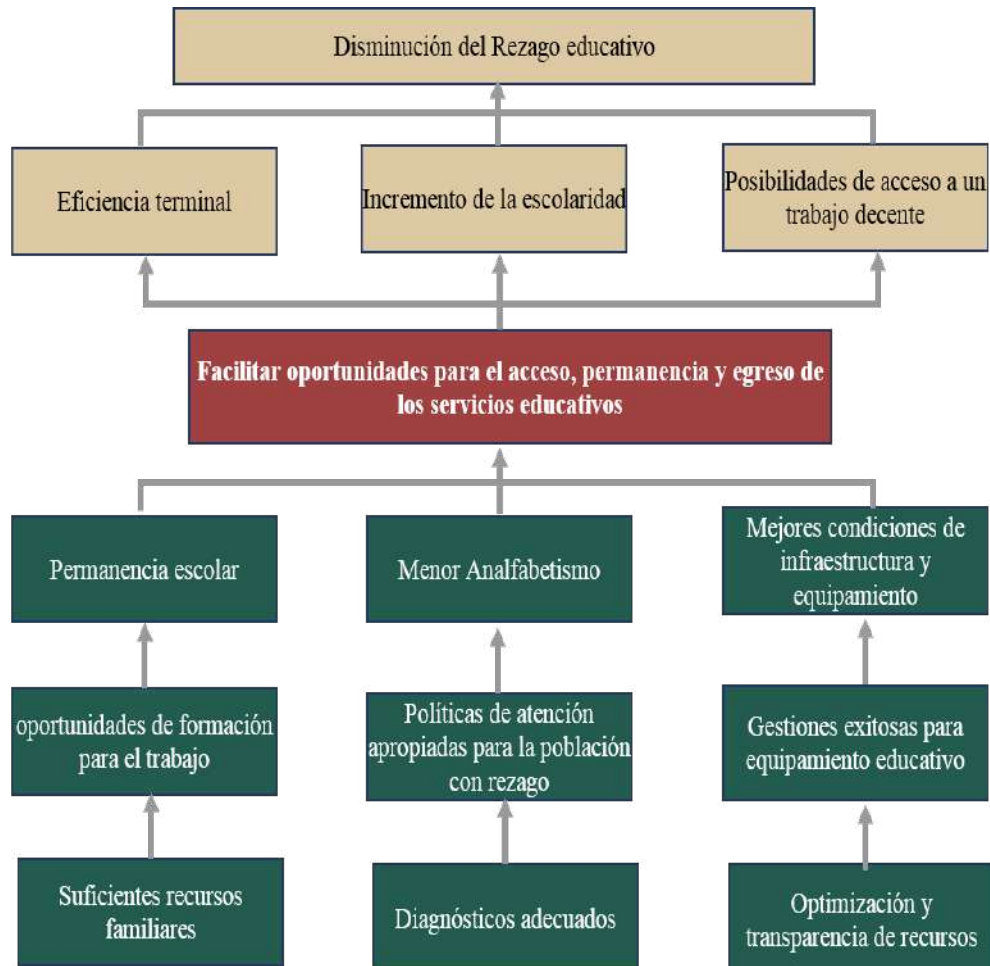 Disminución del Rezago educativo
Eficiencia terminal
Incremento de la escolaridad
Posibilidades de acceso a un
trabajo decente
Facilitar oportunidades para el acceso, permanencia y egreso de
los servicios educativos
Permanencia escolar
Menor Analfabetismo
Mejores condiciones de
infraestructura y
equipamiento
oportunidades de formación
para el trabajo
Políticas de atención
apropiadas para la población
con rezago
Gestiones exitosas para
equipamiento educativo
Suficientes recursos
familiares
Diagnósticos adecuados
Optimización y
transparencia de recursos